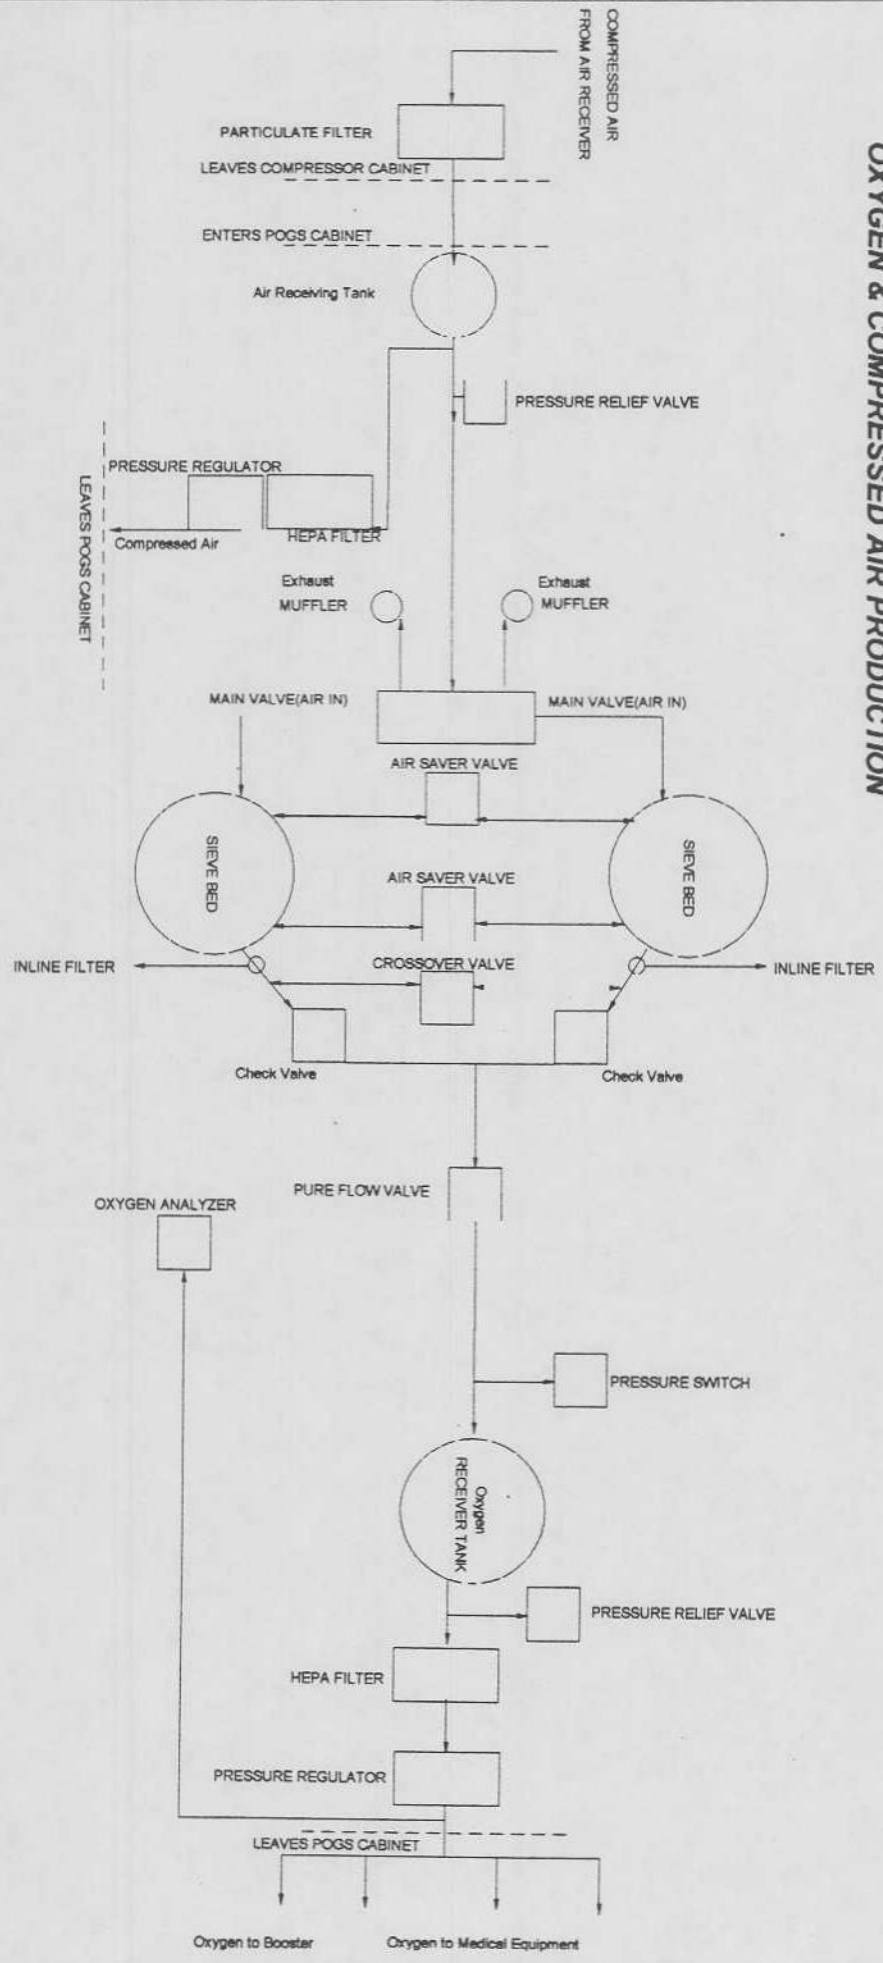 OXYGEN & COMPRESSED AIR PRODUCTION
COMPRESSED AIR
FROM AIR RECEIVER
PARTICULATE FILTER
LEAVES COMPRESSOR CABINET
ENTERS POGS CABINET
Air Receiving Tank
PRESSURE RELIEF VALVE
PRESSURE REGULATOR
HEPA FILTER
Compressed Air
LEAVES POGS CABINET
Exhaust
MUFFLER
Exhaust
MUFFLER
MAIN VALVE(AIR IN)
MAIN VALVE(AIR IN)
AIR SAVER VALVE
SIEVE BED
SIEVE BED
AIR SAVER VALVE
INLINE FILTER
CROSSOVER VALVE
INLINE FILTER
Check Valve
Check Valve
PURE FLOW VALVE
OXYGEN ANALYZER
PRESSURE SWITCH
Oxygen
RECEIVER TANK
PRESSURE RELIEF VALVE
HEPA FILTER
PRESSURE REGULATOR
LEAVES POGS CABINET
Oxygen to Booster
Oxygen to Medical Equipment